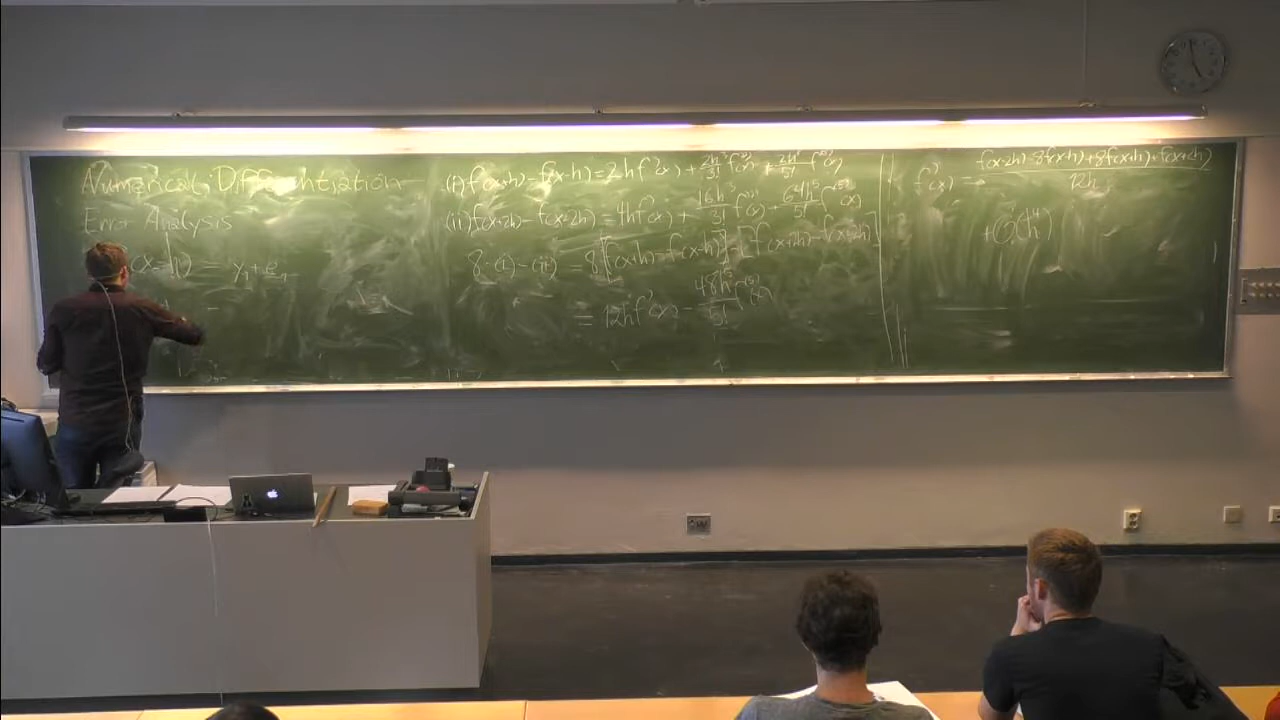 Numerical Differentiation
Error Analysis
(x-h) = y₁ + e₁
(i) f(x+h) - f(x-h) = 2hf'(x) + 2h³/3! f⁽³⁾(x) + 2h⁵/5! f⁽⁵⁾(x)
(ii) f(x+2h) - f(x-2h) = 4hf'(x) + 16h³/3! f⁽³⁾(x) + 64h⁵/5! f⁽⁵⁾(x)
8·(i) - (ii) = 8[f(x+h) - f(x-h)] - [f(x+2h) - f(x-2h)]
= 12hf'(x) - 48h⁵/5! f⁽⁵⁾(x)
f'(x) = f(x-2h)-8f(x-h)+8f(x+h)+f(x+2h) / 12h
+ O(h⁴)